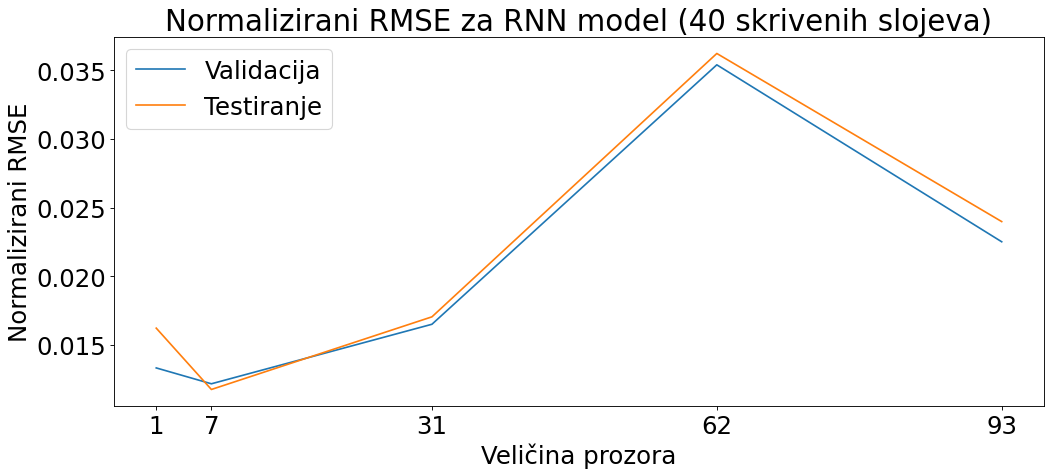 Normalizirani RMSE za RNN model (40 skrivenih slojeva)
Validacija
Testiranje
Normalizirani RMSE
0.035
0.030
0.025
0.020
0.015
1 7 31 62 93
Veličina prozora